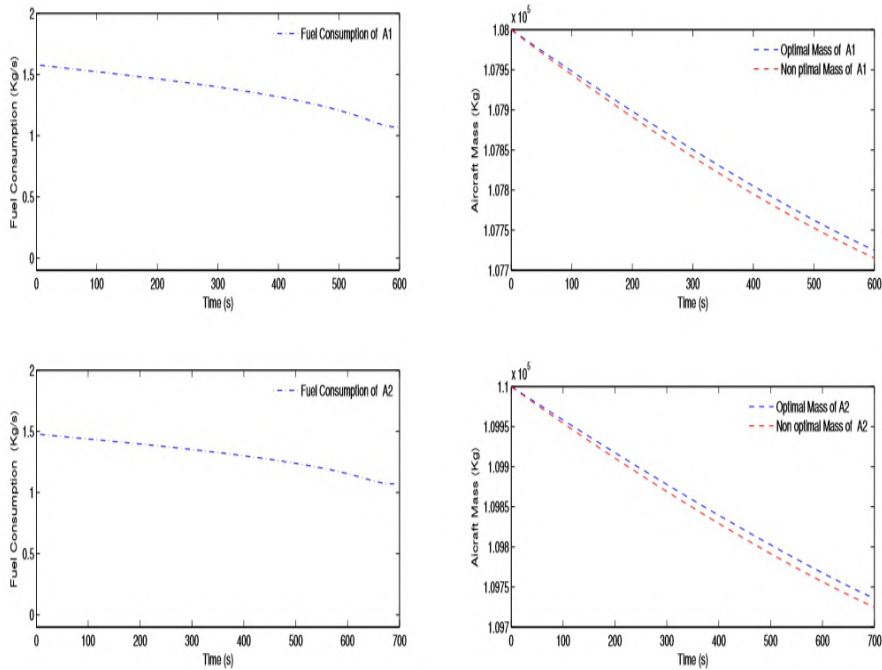 2
1.5
1
0.5
0
Fuel Consumption (Kg/s)
Fuel Consumption of A1
0 100 200 300 400 500 600
Time (s)
x 10^5
1.08
1.0795
1.079
1.0785
1.078
1.0775
1.077
Aircraft Mass (Kg)
Optimal Mass of A1
Non ptimal Mass of A1
0 100 200 300 400 500 600
Time (s)
2
1.5
1
0.5
0
Fuel Consumption (Kg/s)
Fuel Consumption of A2
0 100 200 300 400 500 600 700
Time (s)
x 10^5
1.1
1.0995
1.099
1.0985
1.098
1.0975
1.097
Aicraft Mass (Kg)
Optimal Mass of A2
Non optimal Mass of A2
0 100 200 300 400 500 600 700
Time (s)